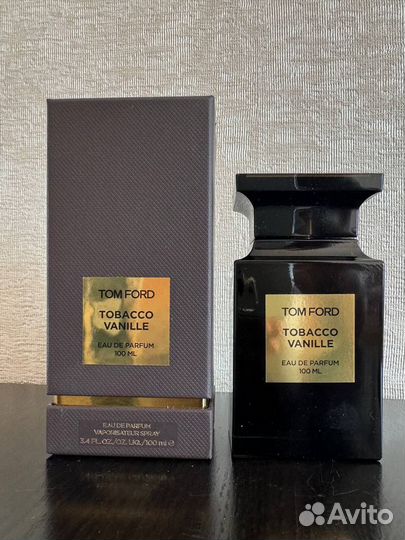 TOM FORD
TOBACCO
VANILLE
EAU DE PARFUM
100 ML
EAU DE PARFUM
VAPORISATEUR SPRAY
3.4 FL.OZ./OZ. LIQ./100 ml ℮
TOM FORD
TOBACCO
VANILLE
EAU DE PARFUM
100 ML
Avito